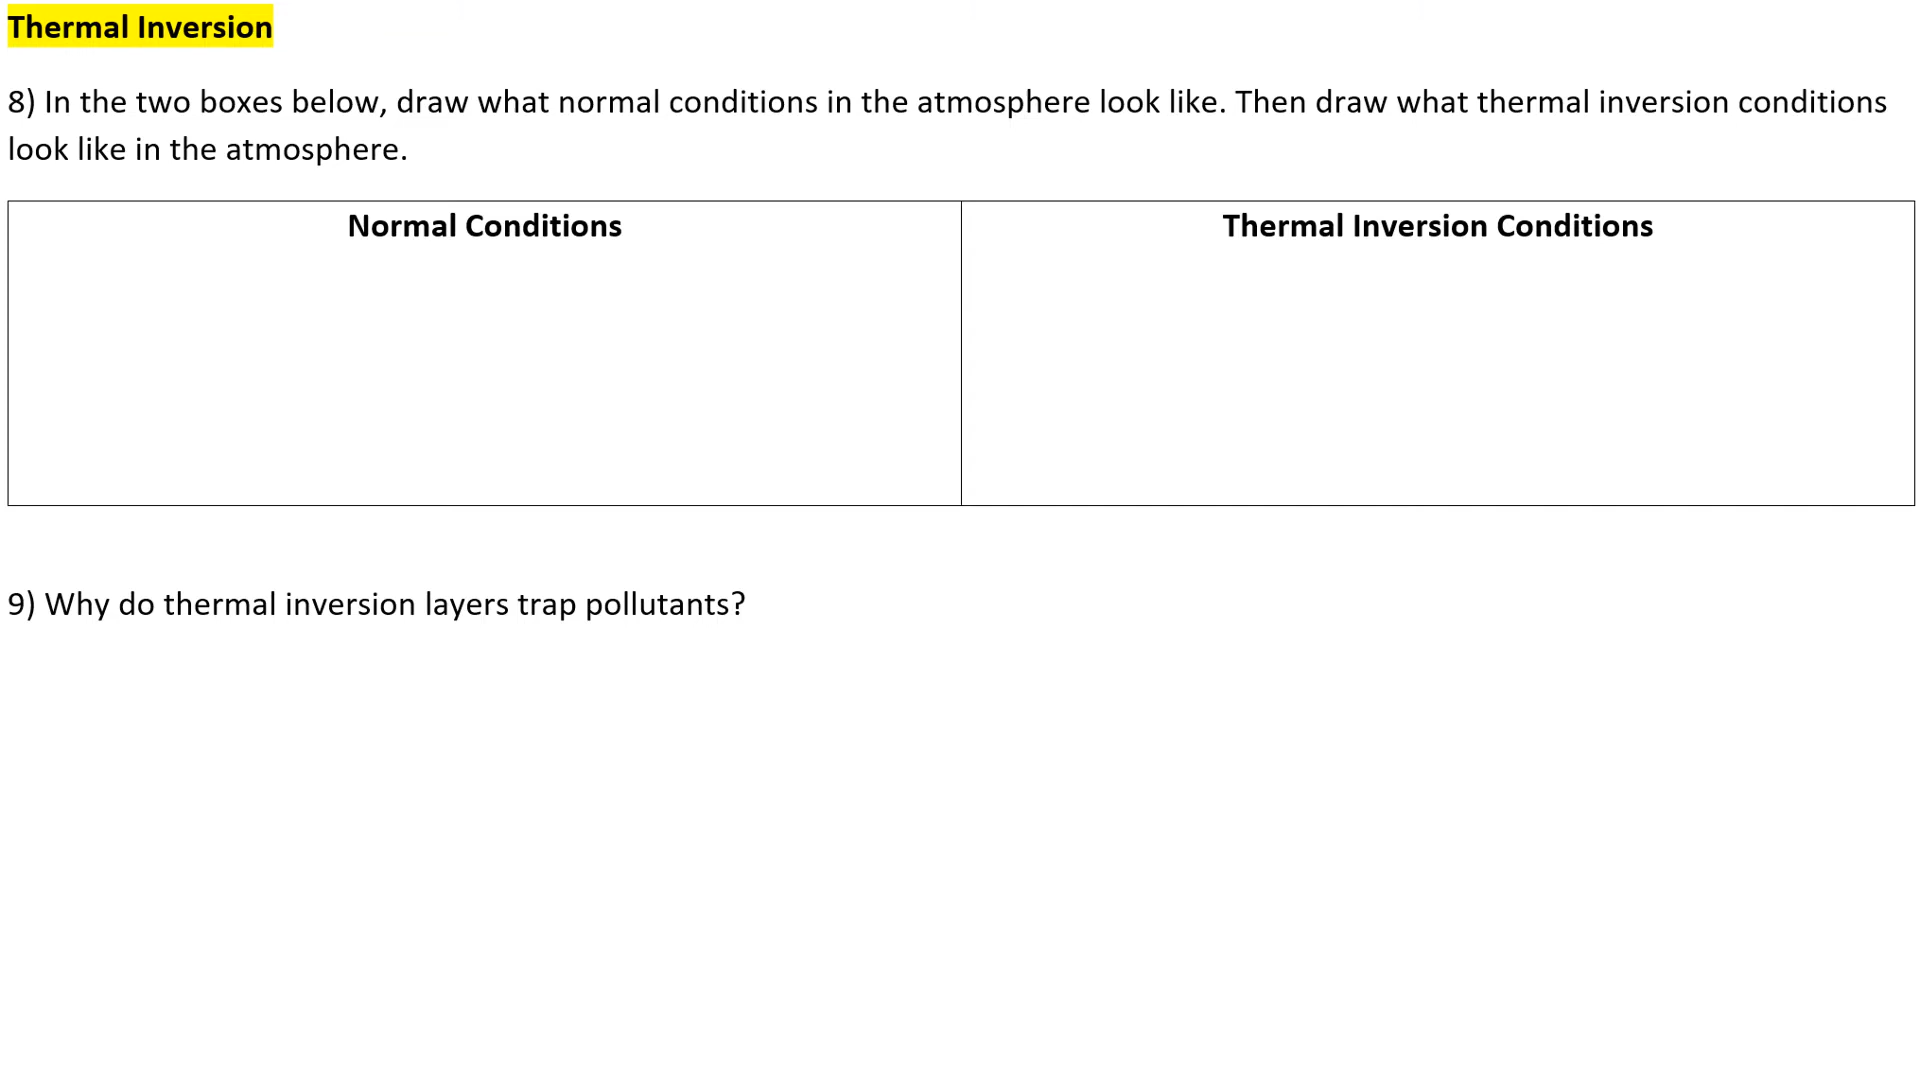 Thermal Inversion
8) In the two boxes below, draw what normal conditions in the atmosphere look like. Then draw what thermal inversion conditions
look like in the atmosphere.
Normal Conditions
Thermal Inversion Conditions
9) Why do thermal inversion layers trap pollutants?